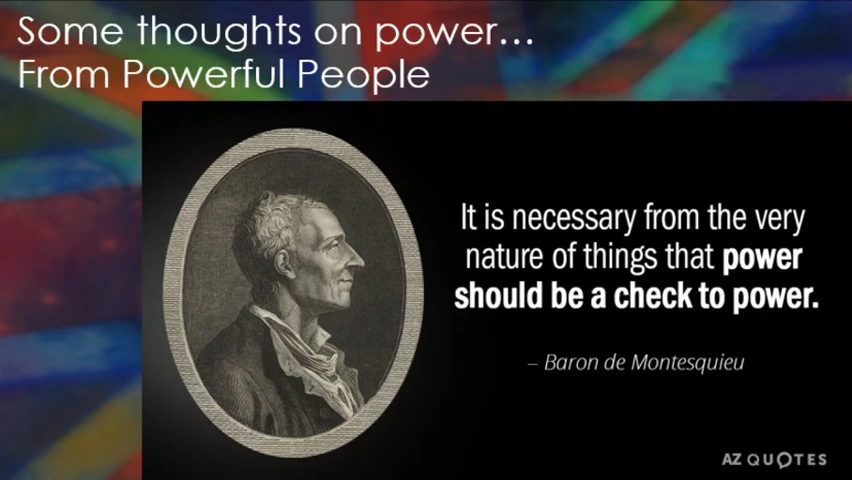 Some thoughts on power...
From Powerful People
It is necessary from the very
nature of things that power
should be a check to power.
– Baron de Montesquieu
AZ QUOTES